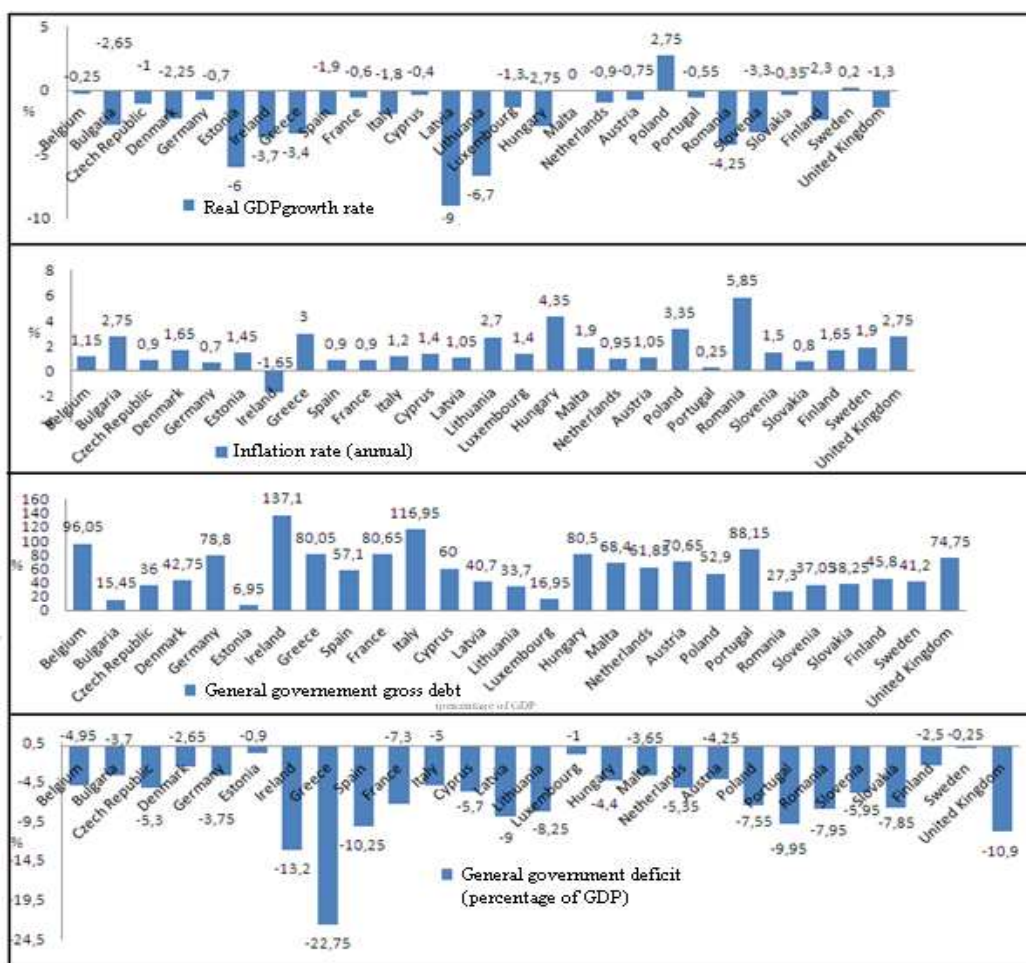 5
-2,65
2,75
-0,25
-1
-2,25
-0,7
-1,9
-0,6
-1,8
-0,4
-1,3
-2,75
0
-0,9
-0,75
-0,55
-3,3
-0,35
-2,3
0,2
-1,3
0
%
-5
-10
Belgium
Bulgaria
Czech Republic
Denmark
Germany
Estonia
Ireland
Greece
Spain
France
Italy
Cyprus
Latvia
Lithuania
Luxembourg
Hungary
Malta
Netherlands
Austria
Poland
Portugal
Romania
Slovenia
Slovakia
Finland
Sweden
United Kingdom
-6
-3,7
-3,4
-9
-6,7
-4,25
Real GDPgrowth rate
8
6
4
2
0
-2
%
1,15
2,75
0,9
1,65
0,7
1,45
-1,65
3
0,9
0,9
1,2
1,4
1,05
2,7
1,4
4,35
1,9
0,95
1,05
3,35
0,25
5,85
1,5
0,8
1,65
1,9
2,75
Belgium
Bulgaria
Czech Republic
Denmark
Germany
Estonia
Ireland
Greece
Spain
France
Italy
Cyprus
Latvia
Lithuania
Luxembourg
Hungary
Malta
Netherlands
Austria
Poland
Portugal
Romania
Slovenia
Slovakia
Finland
Sweden
United Kingdom
Inflation rate (annual)
160
140
120
100
80
60
40
20
0
%
96,05
15,45
36
42,75
78,8
6,95
137,1
80,05
57,1
80,65
116,95
60
40,7
33,7
16,95
80,5
68,4
61,85
70,65
52,9
88,15
27,3
37,05
38,25
45,8
41,2
74,75
Belgium
Bulgaria
Czech Republic
Denmark
Germany
Estonia
Ireland
Greece
Spain
France
Italy
Cyprus
Latvia
Lithuania
Luxembourg
Hungary
Malta
Netherlands
Austria
Poland
Portugal
Romania
Slovenia
Slovakia
Finland
Sweden
United Kingdom
General governement gross debt
(percentage of GDP
0,5
-4,5
-9,5
-14,5
-19,5
-24,5
%
-4,95
-3,7
-5,3
-2,65
-3,75
-0,9
-13,2
-22,75
-10,25
-7,3
-5
-5,7
-9
-8,25
-1
-4,4
-3,65
-5,35
-4,25
-7,55
-9,95
-7,95
-5,95
-7,85
-2,5
-0,25
-10,9
Belgium
Bulgaria
Czech Republic
Denmark
Germany
Estonia
Ireland
Greece
Spain
France
Italy
Cyprus
Latvia
Lithuania
Luxembourg
Hungary
Malta
Netherlands
Austria
Poland
Portugal
Romania
Slovenia
Slovakia
Finland
Sweden
United Kingdom
General government deficit
(percentage of GDP)